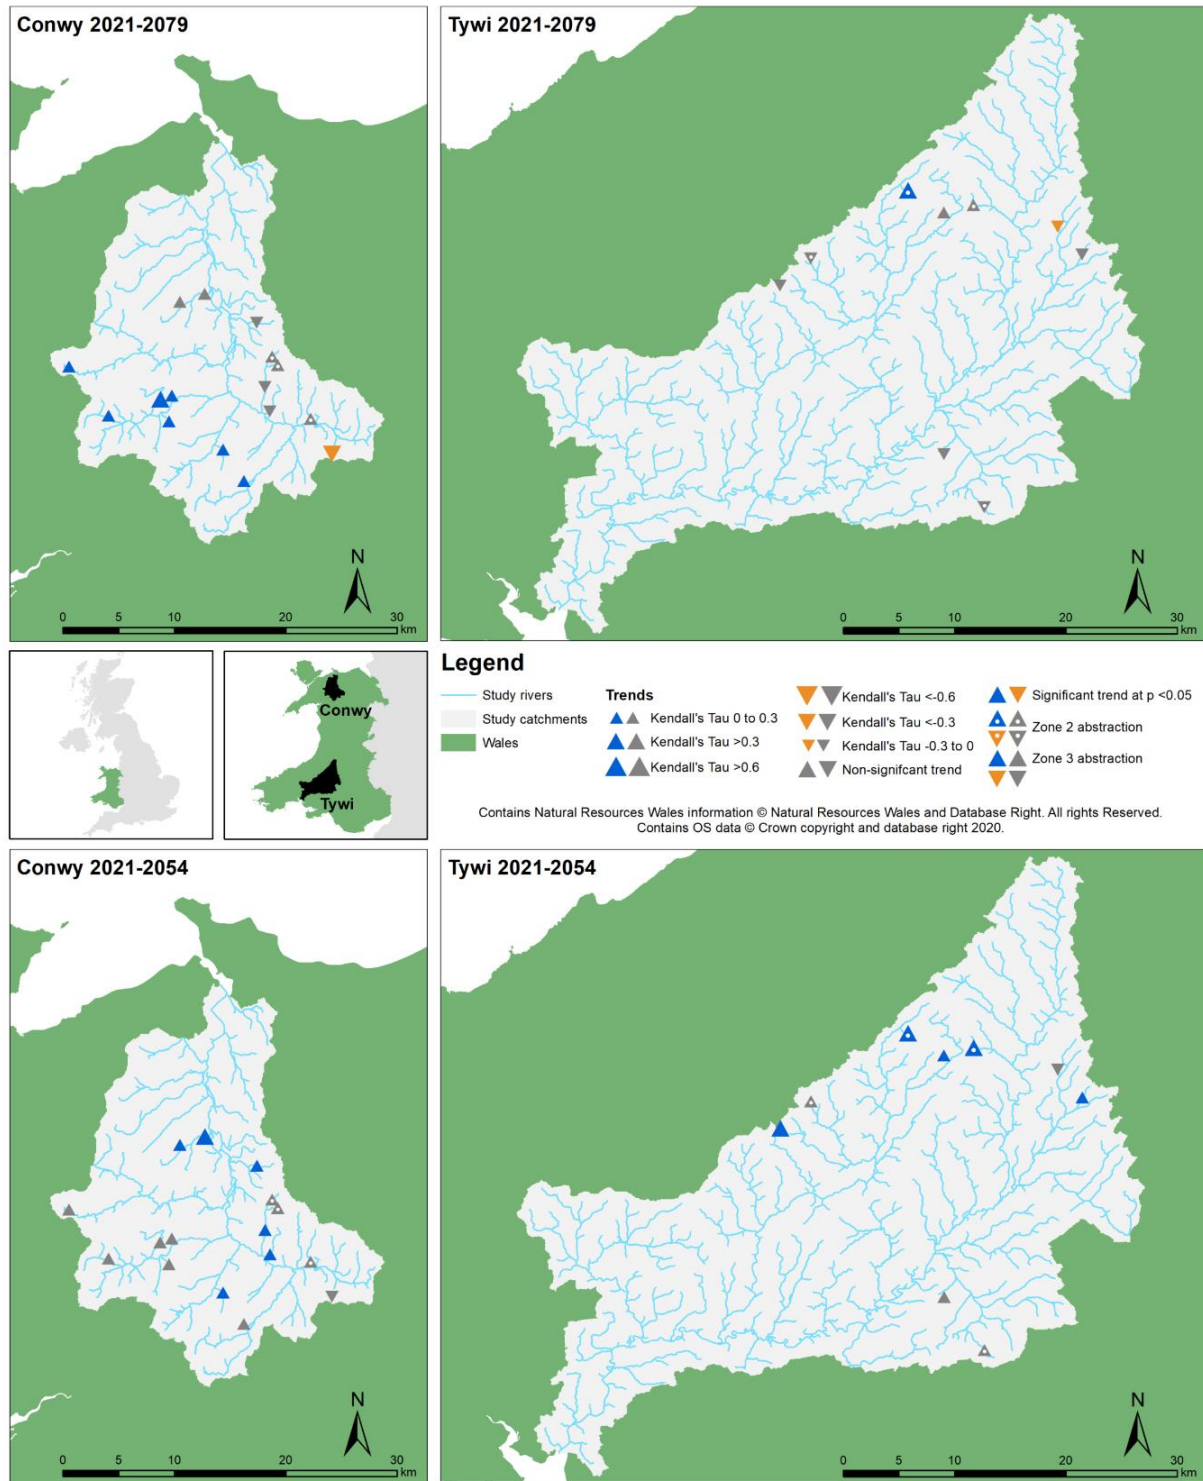 Conwy 2021-2079
Tywi 2021-2079
N
0 5 10 20 30
km
N
0 5 10 20 30
km
Conwy
Tywi
Legend
Study rivers
Study catchments
Wales
Trends
Kendall's Tau 0 to 0.3
Kendall's Tau >0.3
Kendall's Tau >0.6
Kendall's Tau <-0.6
Kendall's Tau <-0.3
Kendall's Tau -0.3 to 0
Non-signifcant trend
Significant trend at p <0.05
Zone 2 abstraction
Zone 3 abstraction
Contains Natural Resources Wales information © Natural Resources Wales and Database Right. All rights Reserved.
Contains OS data © Crown copyright and database right 2020.
Conwy 2021-2054
Tywi 2021-2054
N
0 5 10 20 30
km
N
0 5 10 20 30
km